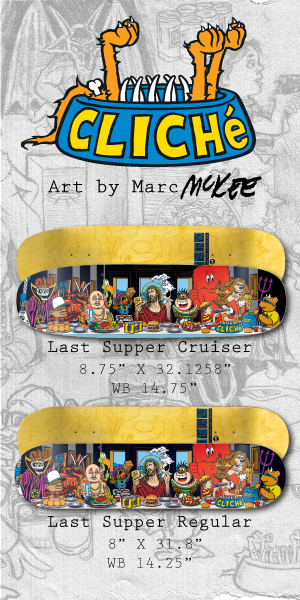 CLICHé
Art by Marc McKee
Last Supper Cruiser
8.75” X 32.1258”
WB 14.75”
Last Supper Regular
8” X 31.8”
WB 14.25”